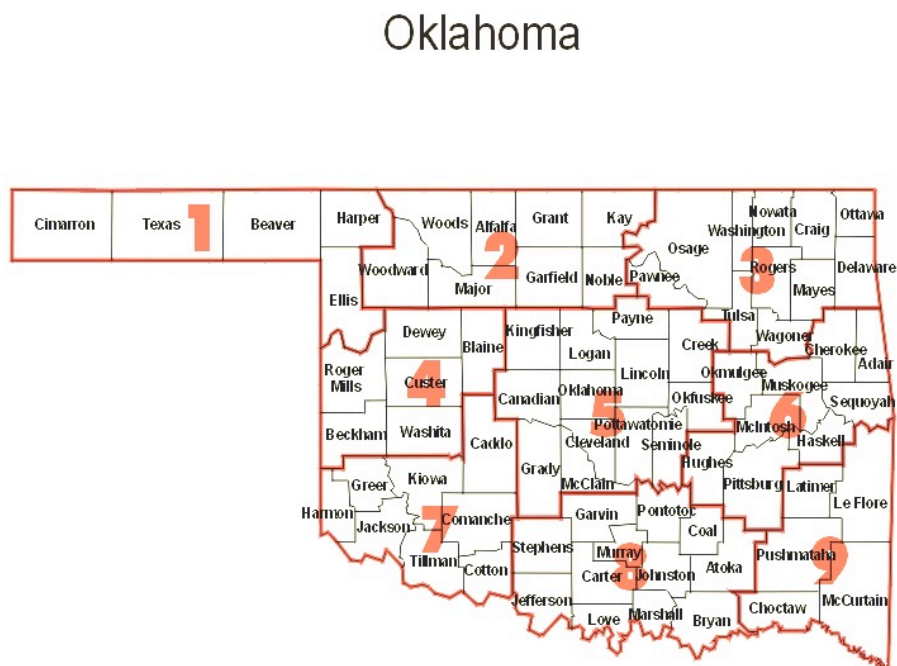 Oklahoma
Cimarron
Texas
1
Beaver
Harper
Woods
Alfalfa
Grant
Kay
2
Woodward
Major
Garfield
Noble
Ellis
Osage
Washington
Nowata
Craig
Ottawa
3
Rogers
Pawnee
Mayes
Delaware
Tulsa
Wagoner
Dewey
Blaine
Roger
Mills
4
Custer
Beckham
Washita
Kingfisher
Logan
Payne
Creek
Lincoln
Canadian
Oklahoma
5
Okfuskee
Pottawatomie
Cleveland
Seminole
Grady
McClain
Cherokee
Adair
Okmulgee
Muskogee
Sequoyah
6
McIntosh
Haskell
Hughes
Pittsburg
Caddo
Kiowa
Greer
Harmon
Jackson
7
Comanche
Tillman
Cotton
Garvin
Pontotoc
Coal
Stephens
Murray
Carter
8
Johnston
Atoka
Jefferson
Love
Marshall
Bryan
Latimer
Le Flore
Pushmataha
9
Choctaw
McCurtain